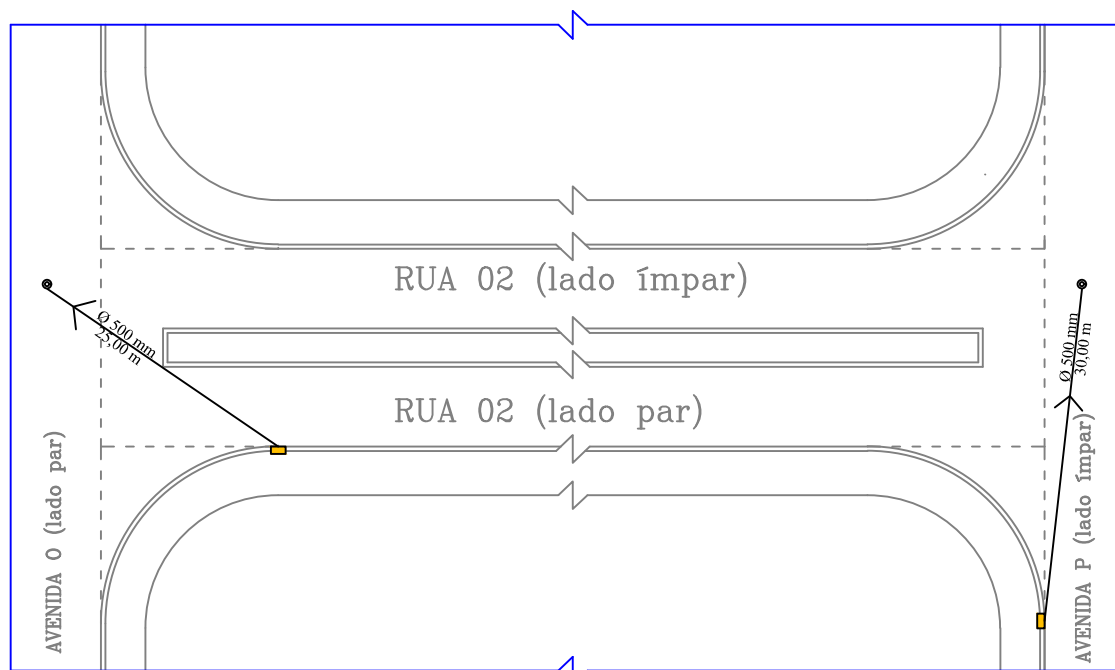 RUA 02 (lado ímpar)
Ø 500 mm
25,00 m
Ø 500 mm
30,00 m
RUA 02 (lado par)
AVENIDA O (lado par)
AVENIDA P (lado ímpar)